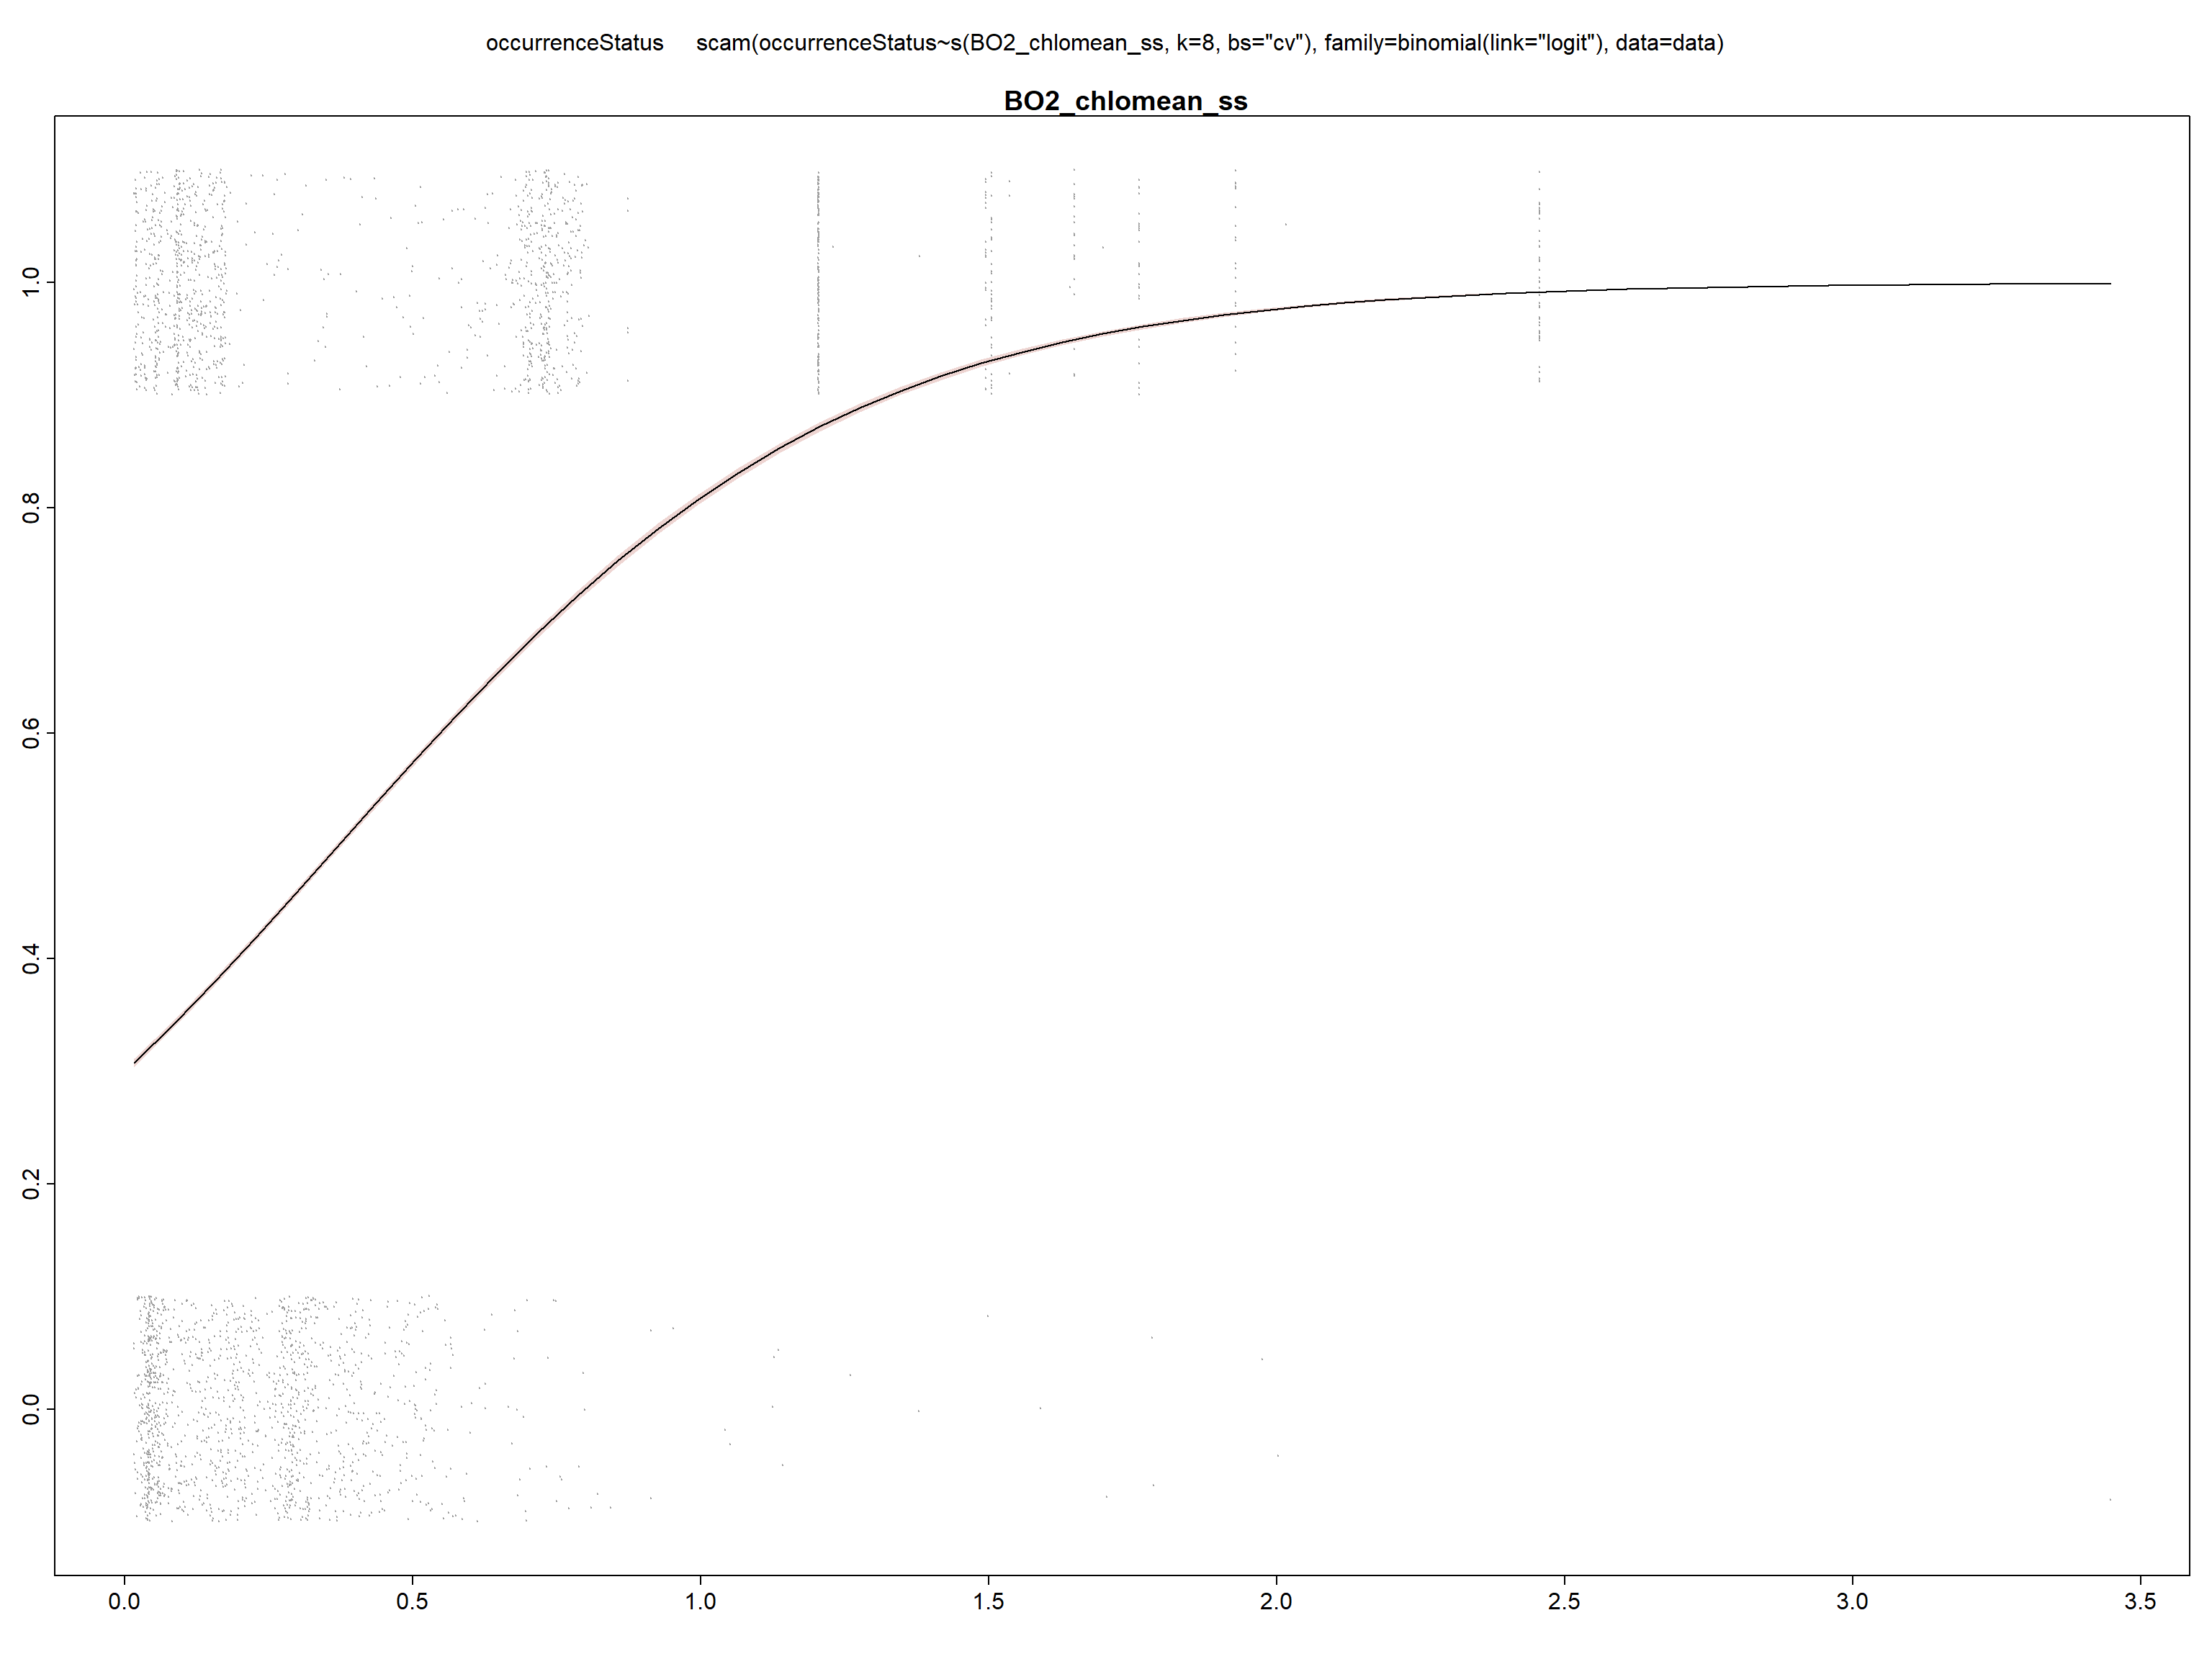 occurrenceStatus scam(occurrenceStatus~s(BO2_chlomean_ss, k=8, bs="cv"), family=binomial(link="logit"), data=data)
BO2_chlomean_ss
1.0
0.8
0.6
0.4
0.2
0.0
0.0 0.5 1.0 1.5 2.0 2.5 3.0 3.5